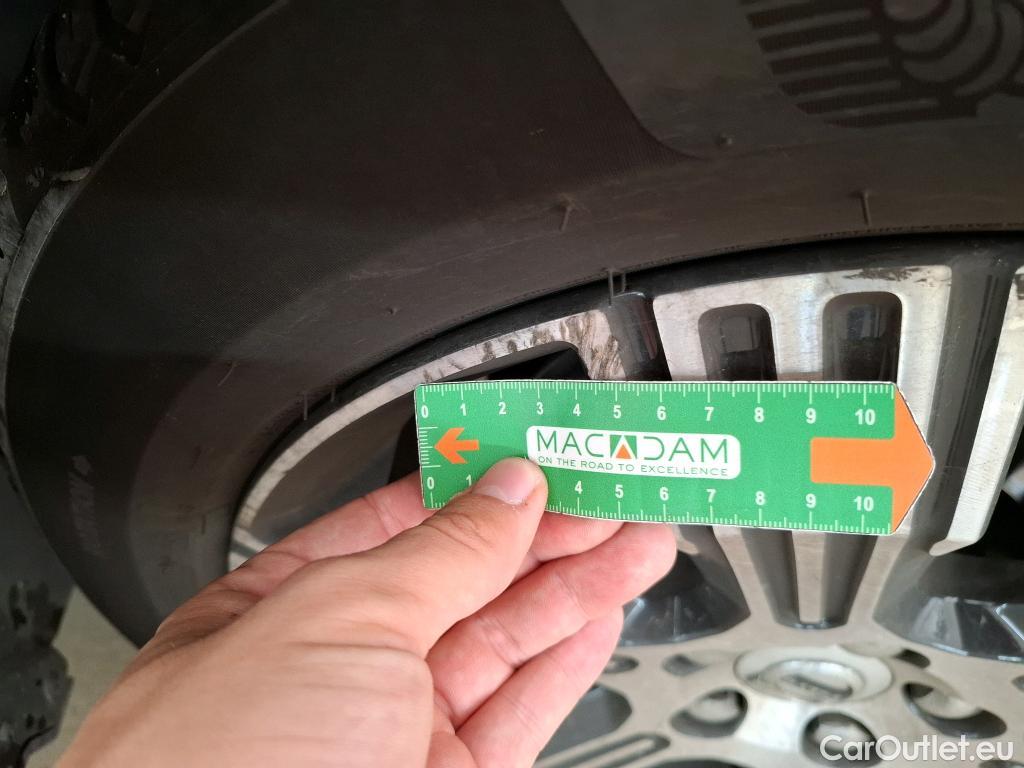 0 1 2 3 4 5 6 7 8 9 10
MACADAM
ON THE ROAD TO EXCELLENCE
0 1 4 5 6 7 8 9 10
CarOutlet.eu